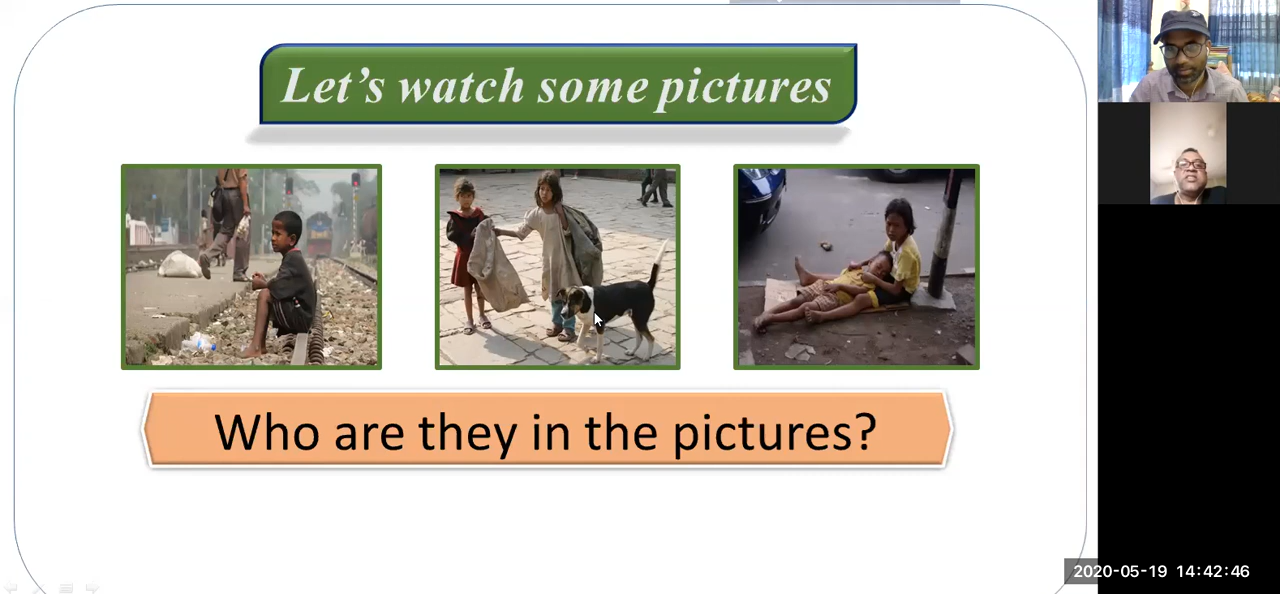 Let's watch some pictures
Who are they in the pictures?
2020-05-19 14:42:46